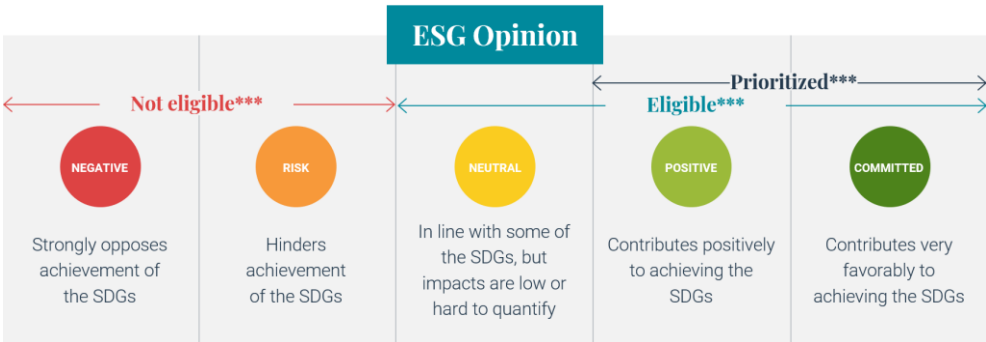 ESG Opinion
Prioritized***
Not eligible***
Eligible***
NEGATIVE
RISK
NEUTRAL
POSITIVE
COMMITTED
Strongly opposes
achievement of
the SDGs
Hinders
achievement
of the SDGs
In line with some of
the SDGs, but
impacts are low or
hard to quantify
Contributes positively
to achieving the
SDGs
Contributes very
favorably to
achieving the SDGs